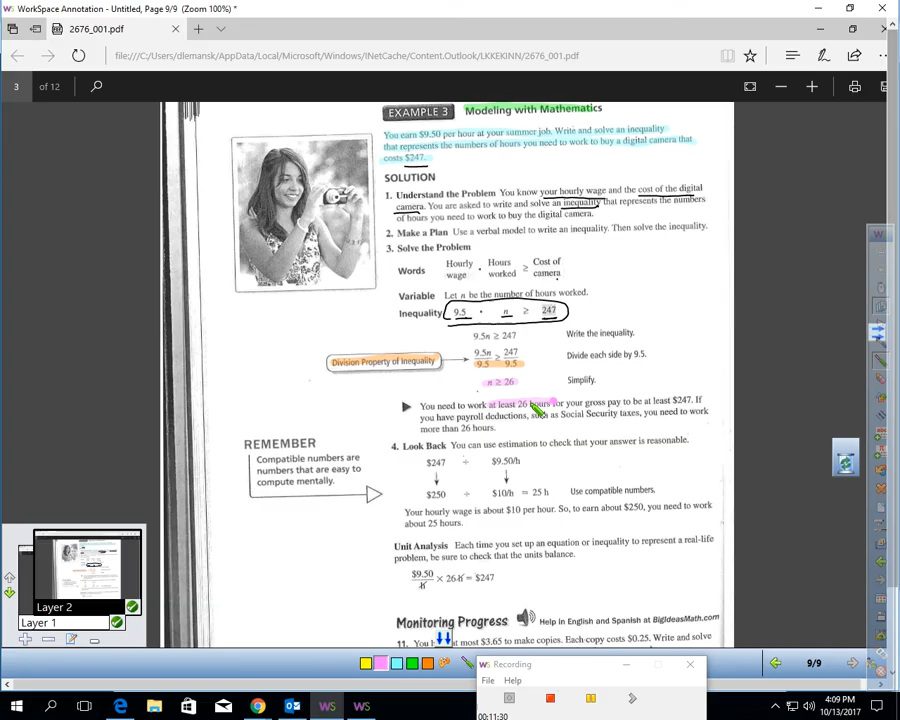 WorkSpace Annotation - Untitled, Page 9/9 (Zoom 100%) *
2676_001.pdf
file:///C:/Users/dlemansk/AppData/Local/Microsoft/Windows/INetCache/Content.Outlook/LKKEKINN/2676_001.pdf
3 of 12
EXAMPLE 3 Modeling with Mathematics
You earn $9.50 per hour at your summer job. Write and solve an inequality
that represents the numbers of hours you need to work to buy a digital camera that
costs $247.
SOLUTION
1. Understand the Problem You know your hourly wage and the cost of the digital
camera. You are asked to write and solve an inequality that represents the numbers
of hours you need to work to buy the digital camera.
2. Make a Plan Use a verbal model to write an inequality. Then solve the inequality.
3. Solve the Problem
Words Hourly wage · Hours worked ≥ Cost of camera
Variable Let n be the number of hours worked.
Inequality 9.5 · n ≥ 247
9.5n ≥ 247 Write the inequality.
Division Property of Inequality 9.5n/9.5 ≥ 247/9.5 Divide each side by 9.5.
n ≥ 26 Simplify.
You need to work at least 26 hours for your gross pay to be at least $247. If
you have payroll deductions, such as Social Security taxes, you need to work
more than 26 hours.
4. Look Back You can use estimation to check that your answer is reasonable.
REMEMBER
Compatible numbers are
numbers that are easy to
compute mentally.
$247 ÷ $9.50/h
$250 ÷ $10/h = 25 h Use compatible numbers.
Your hourly wage is about $10 per hour. So, to earn about $250, you need to work
about 25 hours.
Unit Analysis Each time you set up an equation or inequality to represent a real-life
problem, be sure to check that the units balance.
$9.50/h × 26 h = $247
Monitoring Progress Help in English and Spanish at BigIdeasMath.com
11. You at most $3.65 to make copies. Each copy costs $0.25. Write and solve
Layer 2
Layer 1
9/9
WS Recording
File Help
00:11:30
4:09 PM
10/13/2017